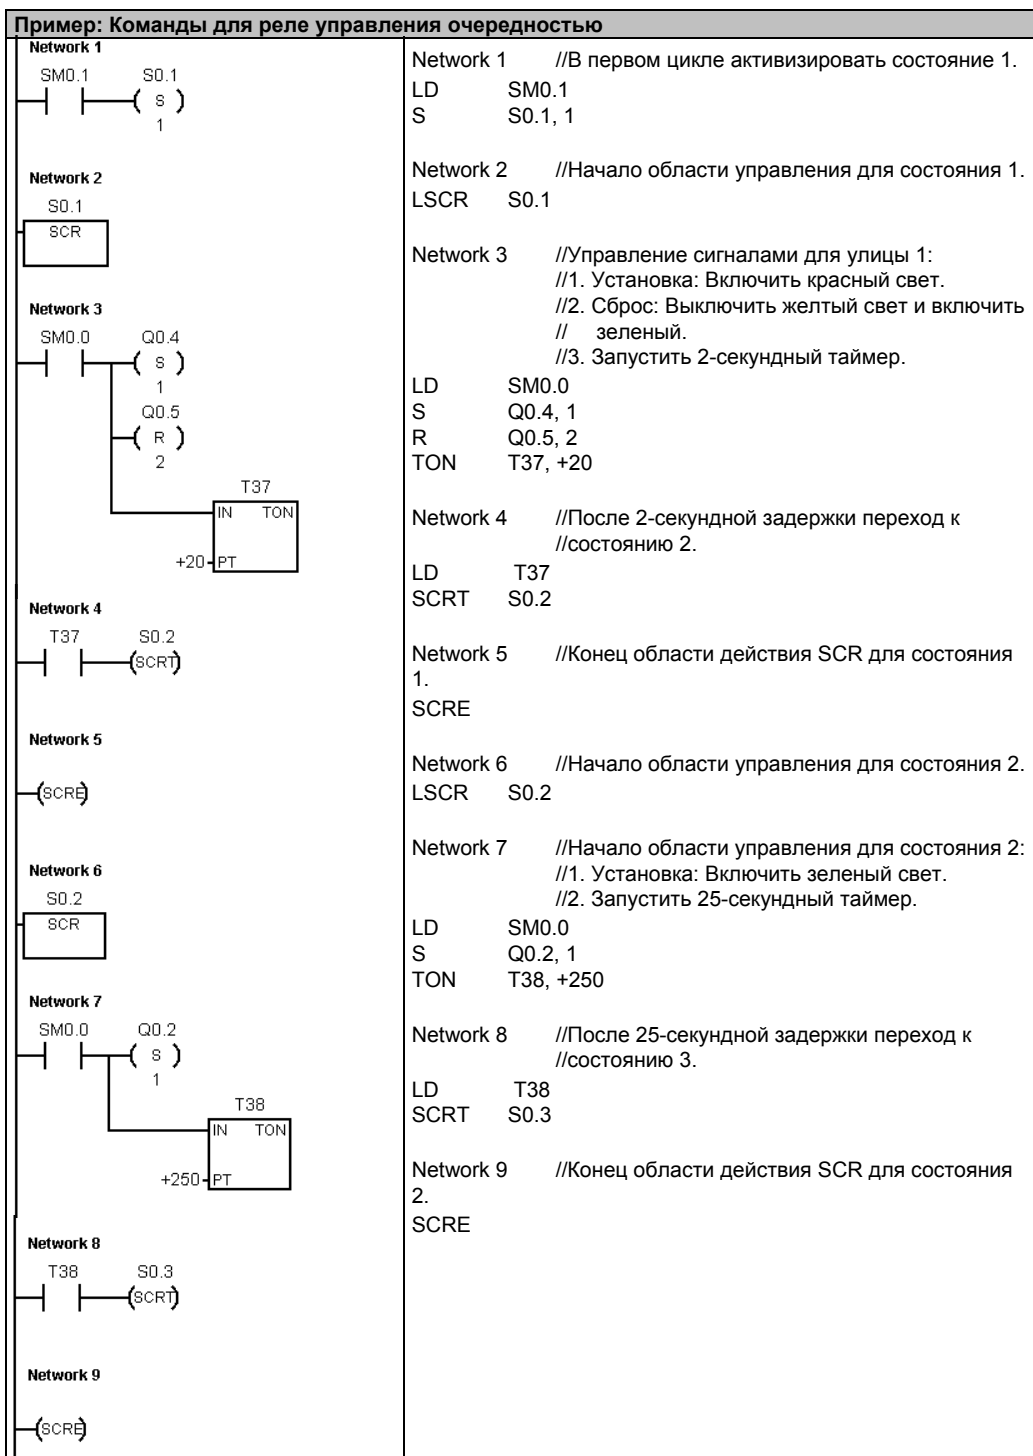 Пример: Команды для реле управления очередностью
Network 1
SM0.1 S0.1
S
1
Network 2
S0.1
SCR
Network 3
SM0.0 Q0.4
S
1
Q0.5
R
2
T37
IN TON
+20 PT
Network 4
T37 S0.2
SCRT
Network 5
SCRE
Network 6
S0.2
SCR
Network 7
SM0.0 Q0.2
S
1
T38
IN TON
+250 PT
Network 8
T38 S0.3
SCRT
Network 9
SCRE
Network 1 //В первом цикле активизировать состояние 1.
LD SM0.1
S S0.1, 1
Network 2 //Начало области управления для состояния 1.
LSCR S0.1
Network 3 //Управление сигналами для улицы 1:
//1. Установка: Включить красный свет.
//2. Сброс: Выключить желтый свет и включить
// зеленый.
//3. Запустить 2-секундный таймер.
LD SM0.0
S Q0.4, 1
R Q0.5, 2
TON T37, +20
Network 4 //После 2-секундной задержки переход к
//состоянию 2.
LD T37
SCRT S0.2
Network 5 //Конец области действия SCR для состояния
1.
SCRE
Network 6 //Начало области управления для состояния 2.
LSCR S0.2
Network 7 //Начало области управления для состояния 2:
//1. Установка: Включить зеленый свет.
//2. Запустить 25-секундный таймер.
LD SM0.0
S Q0.2, 1
TON T38, +250
Network 8 //После 25-секундной задержки переход к
//состоянию 3.
LD T38
SCRT S0.3
Network 9 //Конец области действия SCR для состояния
2.
SCRE